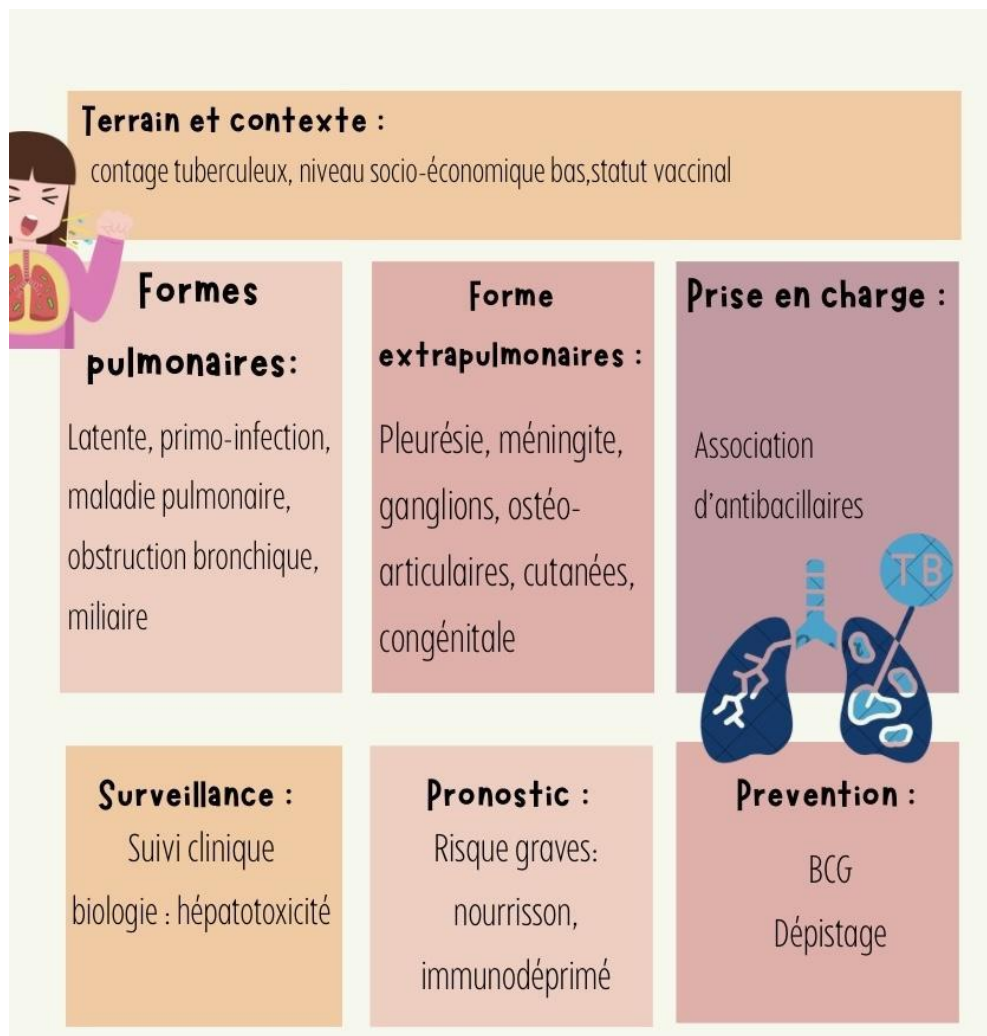 Terrain et contexte :
contage tuberculeux, niveau socio-économique bas,statut vaccinal
Formes
pulmonaires:
Latente, primo-infection,
maladie pulmonaire,
obstruction bronchique,
miliaire
Forme
extrapulmonaires :
Pleurésie, méningite,
ganglions, ostéo-
articulaires, cutanées,
congénitale
Prise en charge :
Association
d'antibacillaires
TB
Surveillance :
Suivi clinique
biologie : hépatotoxicité
Pronostic :
Risque graves:
nourrisson,
immunodéprimé
Prevention :
BCG
Dépistage